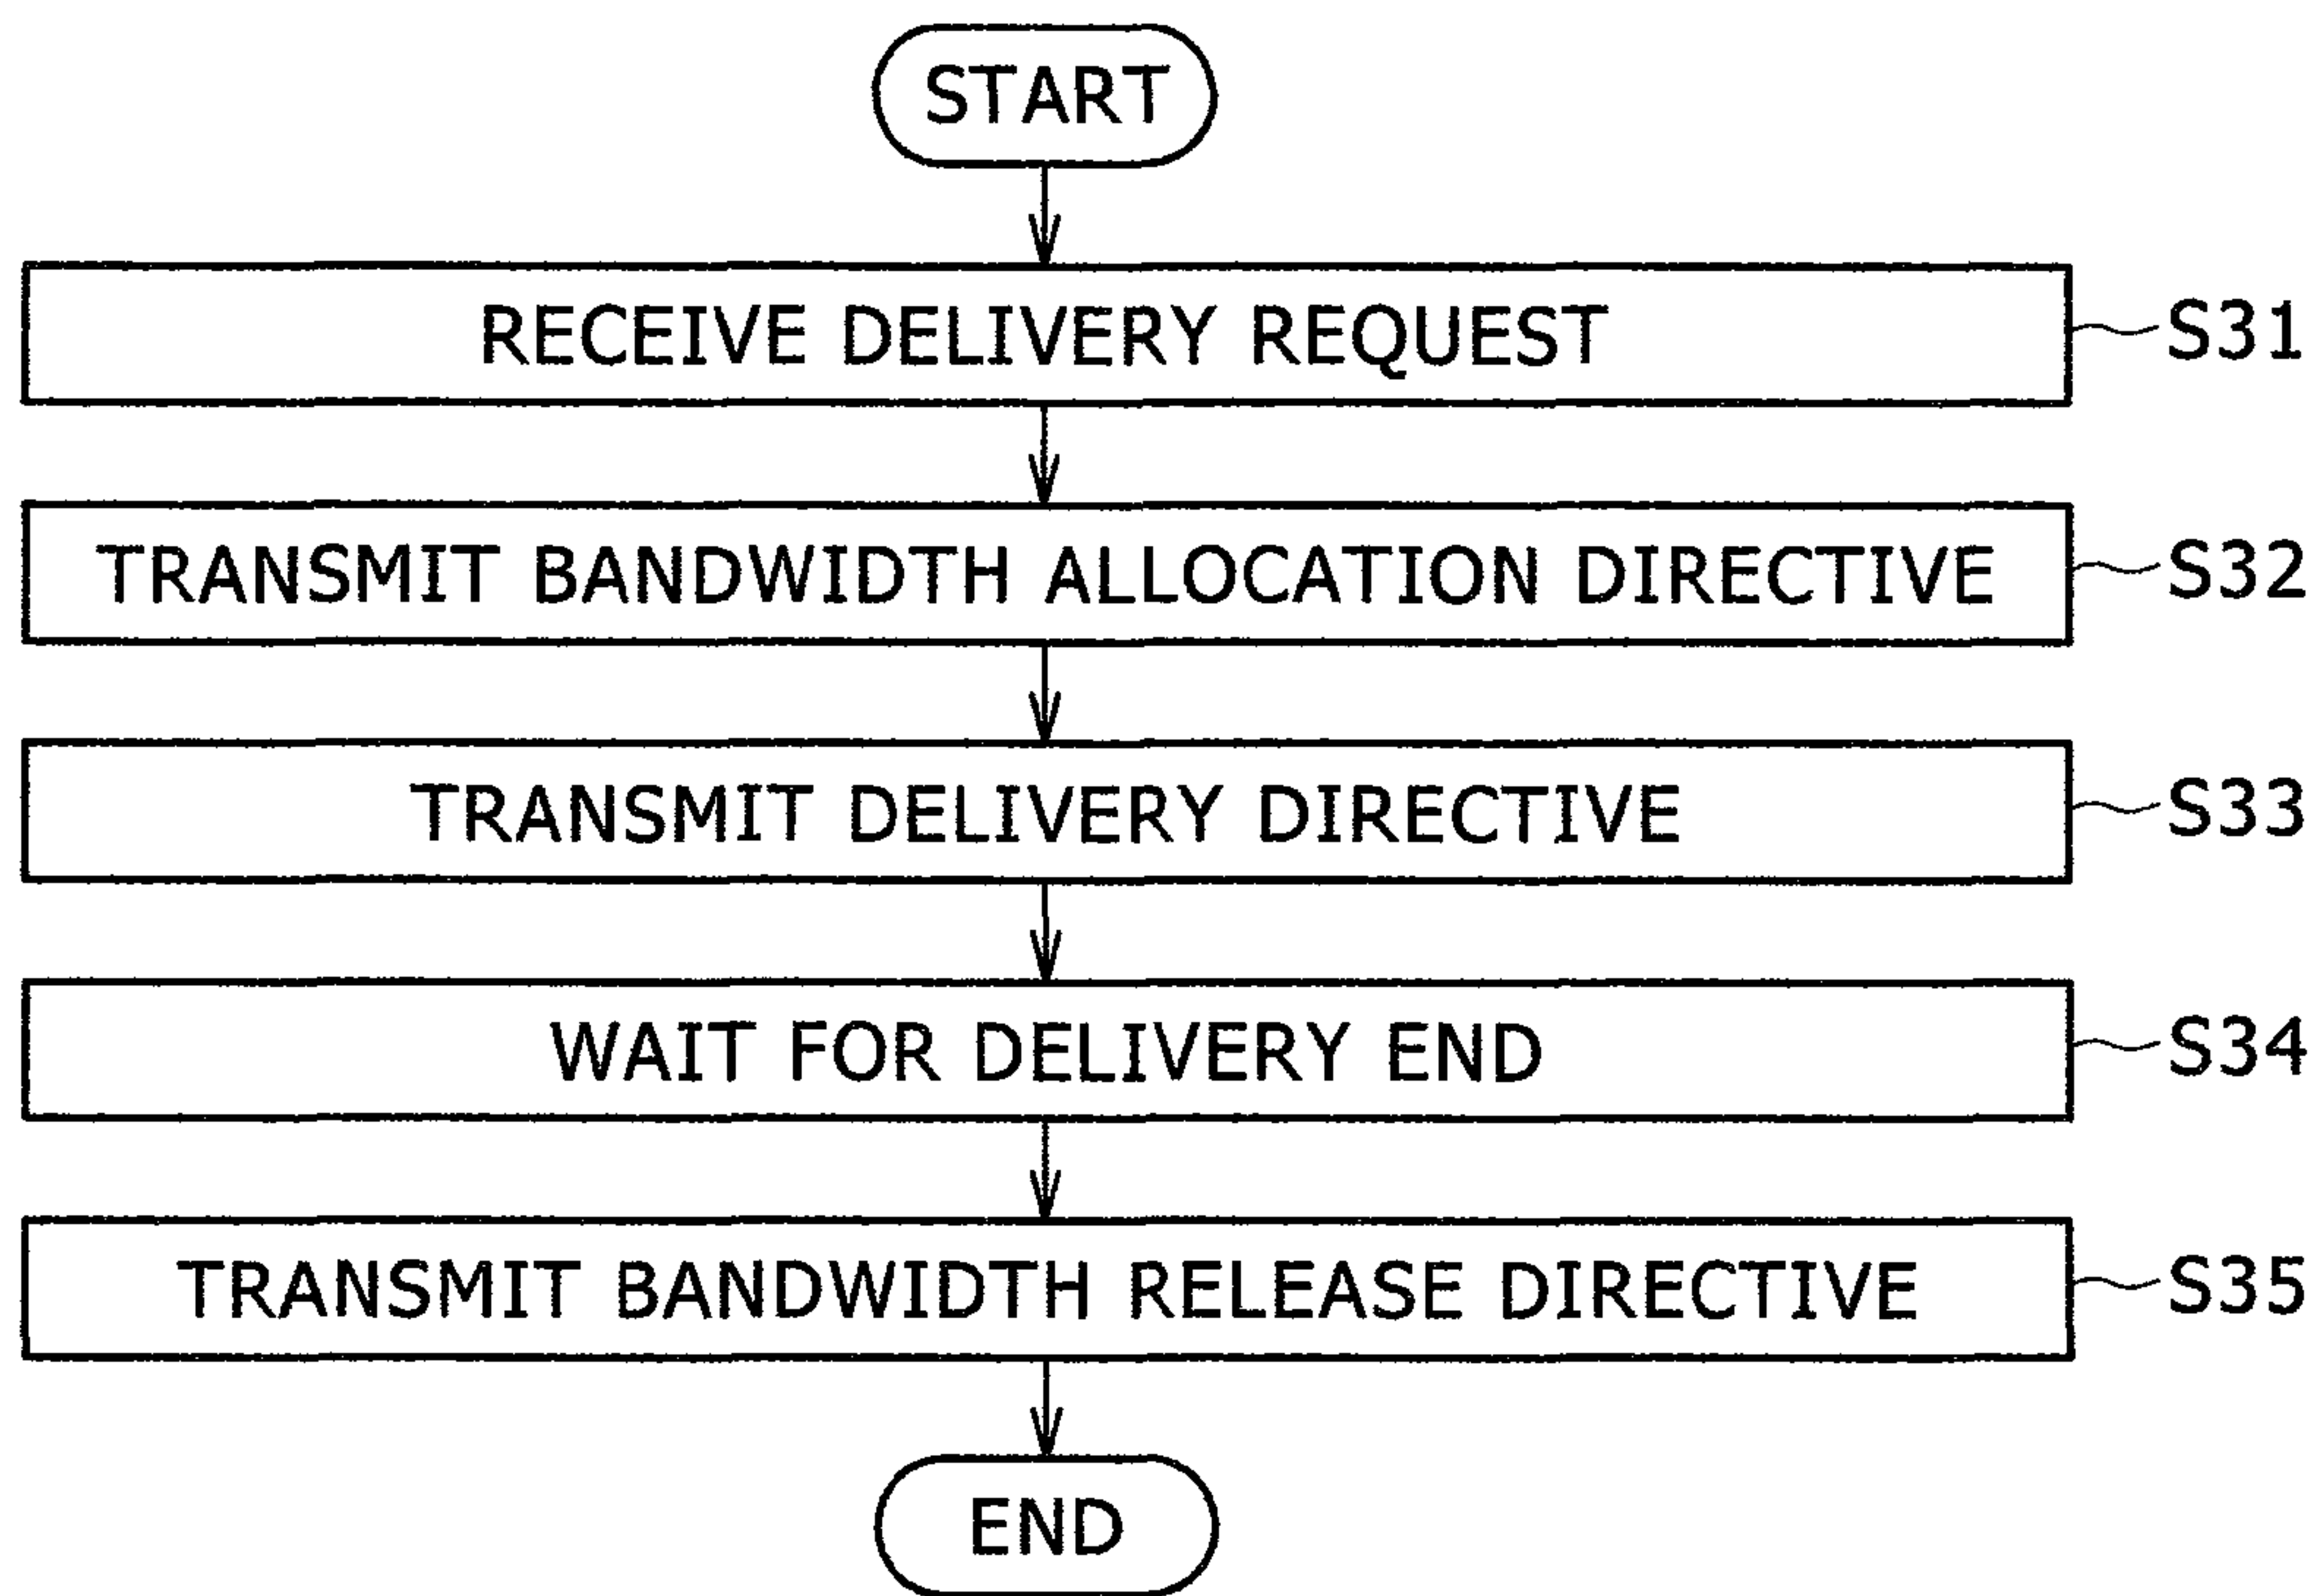 START
RECEIVE DELIVERY REQUEST S31
TRANSMIT BANDWIDTH ALLOCATION DIRECTIVE S32
TRANSMIT DELIVERY DIRECTIVE S33
WAIT FOR DELIVERY END S34
TRANSMIT BANDWIDTH RELEASE DIRECTIVE S35
END